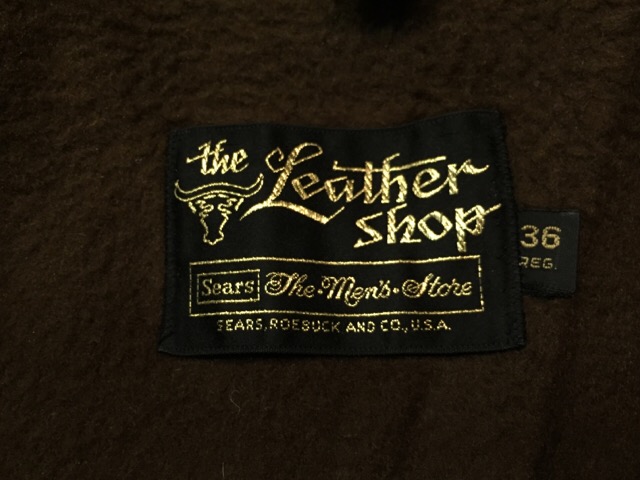 the Leather
shop
Sears The·Men's·Store
SEARS, ROEBUCK AND CO., U.S.A.
36
REG.